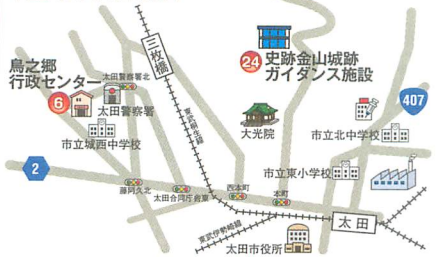 鳥之郷
行政センター
6
太田警察署北
太田警察署
市立城西中学校
三枚橋
東武桐生線
24
史跡金山城跡
ガイダンス施設
大光院
407
市立北中学校
市立東小学校
2
藤阿久北
太田合同庁舎東
西本町
本町
太田
東武伊勢崎線
太田市役所